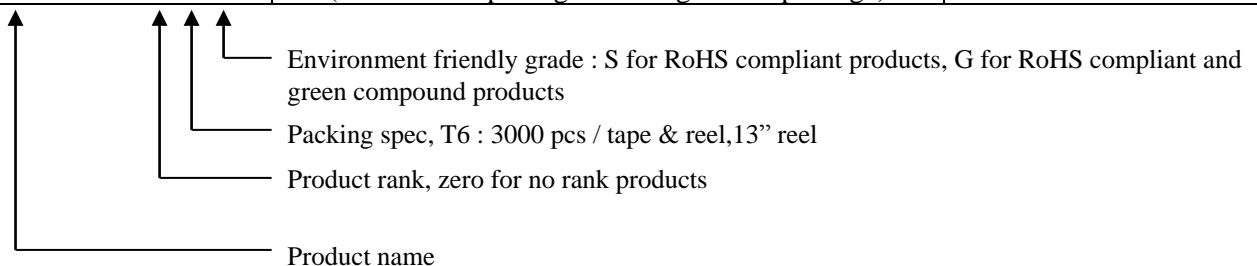 Environment friendly grade : S for RoHS compliant products, G for RoHS compliant and
green compound products
Packing spec, T6 : 3000 pcs / tape & reel,13” reel
Product rank, zero for no rank products
Product name